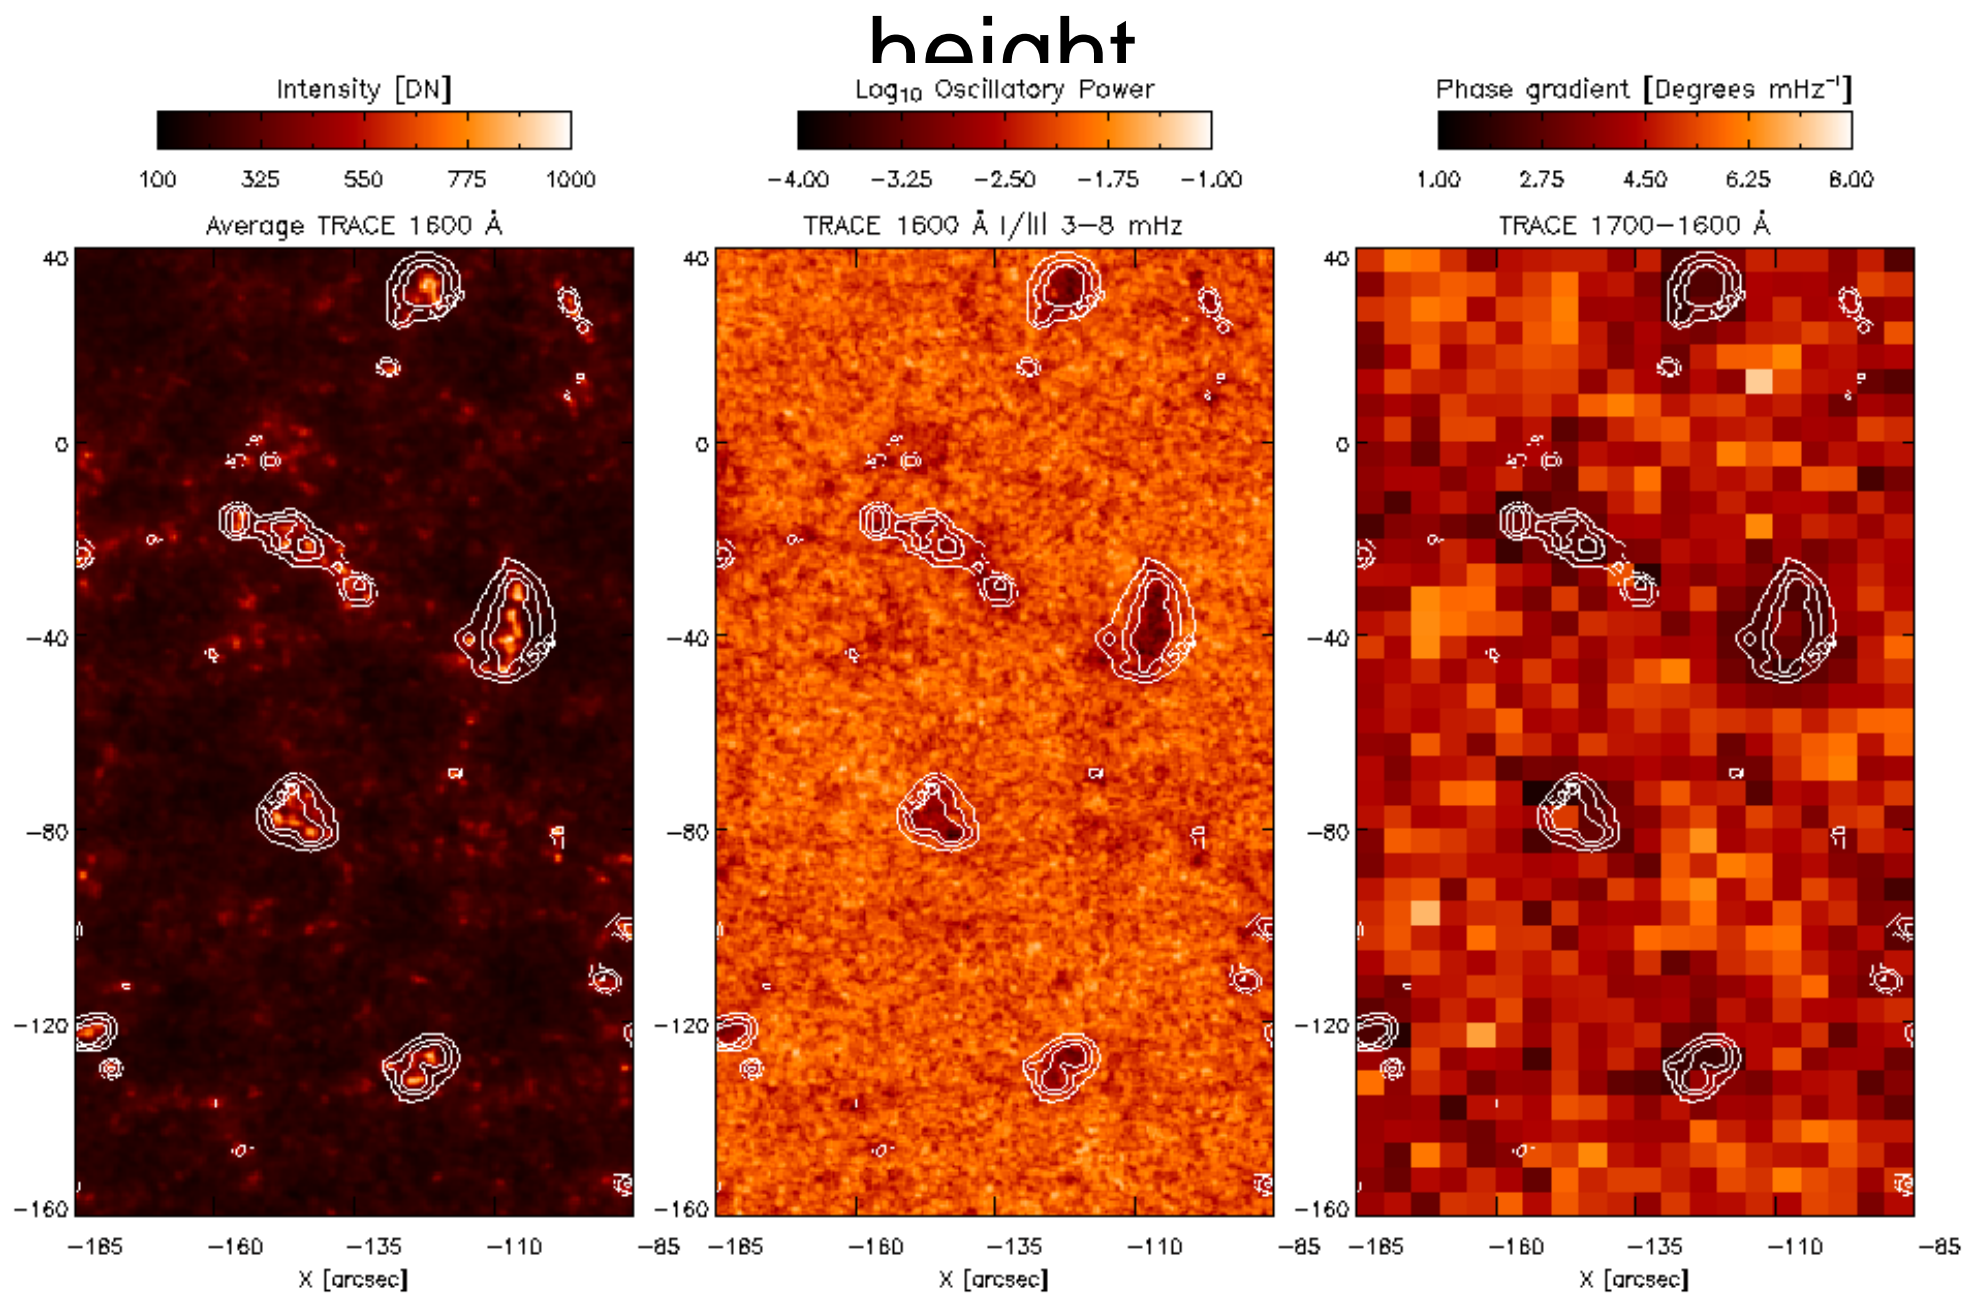 height
Intensity [DN]
Log₁₀ Oscillatory Power
Phase gradient [Degrees mHz⁻¹]
100 325 550 775 1000
−4.00 −3.25 −2.50 −1.75 −1.00
1.00 2.75 4.50 6.25 8.00
Average TRACE 1600 Å
TRACE 1600 Å I/|I| 3−8 mHz
TRACE 1700−1600 Å
40 40 40
0 0 0
−40 −40 −40
−80 −80 −80
−120 −120 −120
−160 −160 −160
−185 −160 −135 −110 −85
−185 −160 −135 −110 −85
−185 −160 −135 −110 −85
X [arcsec]
X [arcsec]
X [arcsec]